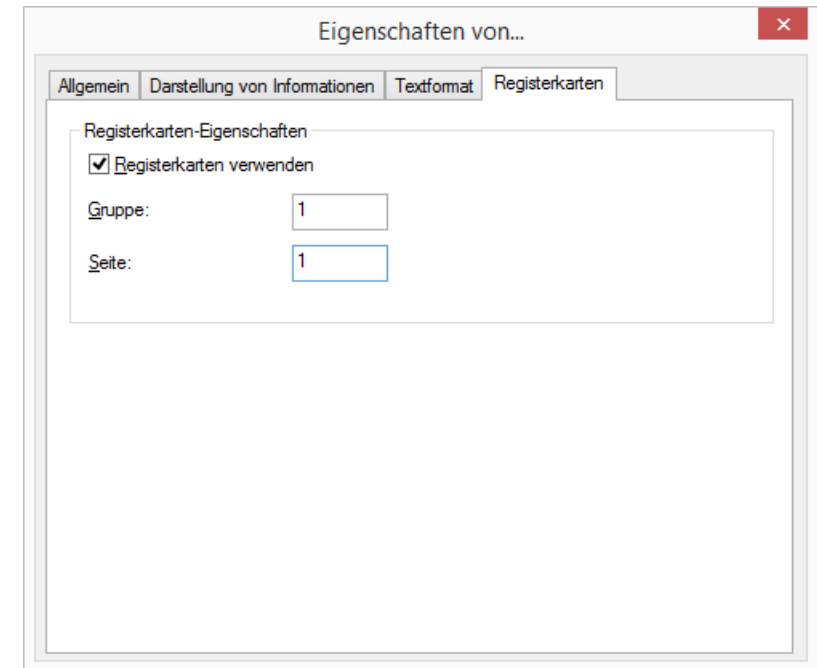 Eigenschaften von...
Allgemein Darstellung von Informationen Textformat Registerkarten
Registerkarten-Eigenschaften
Registerkarten verwenden
Gruppe: 1
Seite: 1